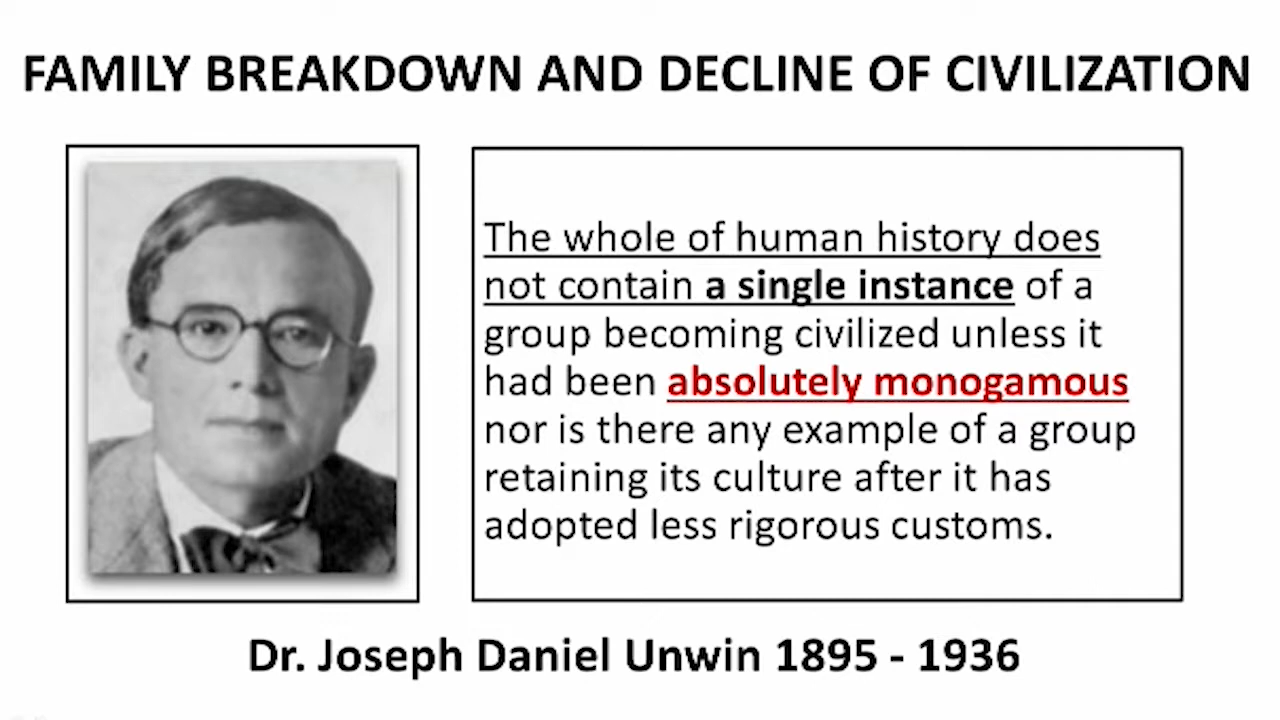 FAMILY BREAKDOWN AND DECLINE OF CIVILIZATION
The whole of human history does
not contain a single instance of a
group becoming civilized unless it
had been absolutely monogamous
nor is there any example of a group
retaining its culture after it has
adopted less rigorous customs.
Dr. Joseph Daniel Unwin 1895 - 1936